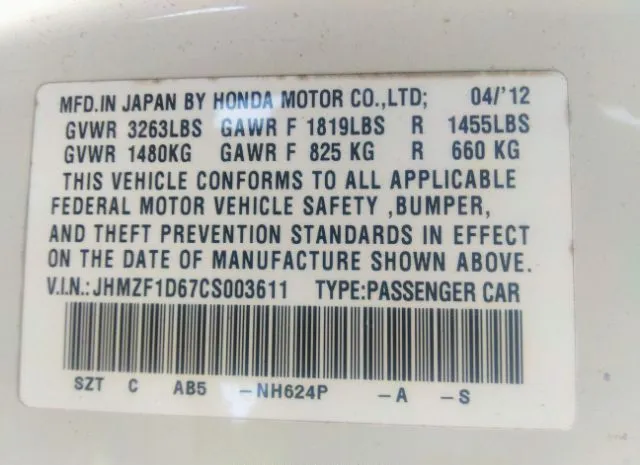 MFD.IN JAPAN BY HONDA MOTOR CO.,LTD; 04/'12
GVWR 3263LBS GAWR F 1819LBS R 1455LBS
GVWR 1480KG GAWR F 825 KG R 660 KG
THIS VEHICLE CONFORMS TO ALL APPLICABLE
FEDERAL MOTOR VEHICLE SAFETY ,BUMPER,
AND THEFT PREVENTION STANDARDS IN EFFECT
ON THE DATE OF MANUFACTURE SHOWN ABOVE.
V.I.N.:JHMZF1D67CS003611 TYPE:PASSENGER CAR
SZT C AB5 -NH624P -A -S